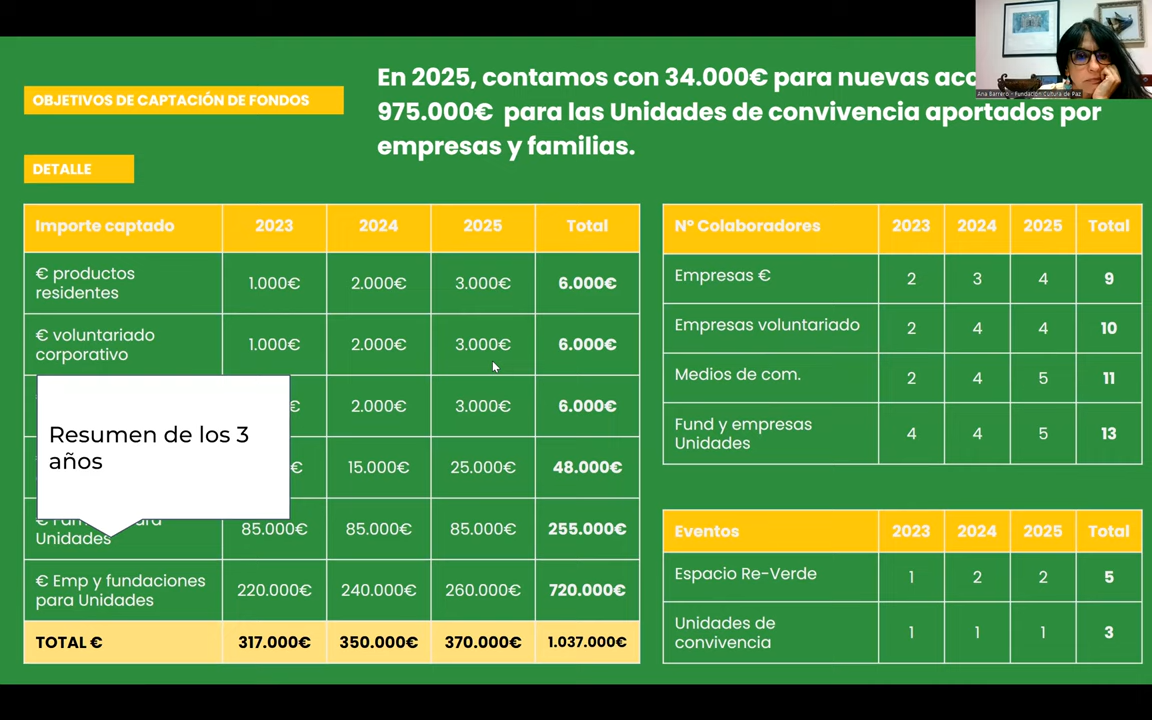 En 2025, contamos con 34.000€ para nuevas
975.000€ para las Unidades de convivencia aportados por
empresas y familias.
Ana Barrero - Fundación Cultura de Paz
OBJETIVOS DE CAPTACIÓN DE FONDOS
DETALLE
Importe captado 2023 2024 2025 Total
€ productos
residentes 1.000€ 2.000€ 3.000€ 6.000€
€ voluntariado
corporativo 1.000€ 2.000€ 3.000€ 6.000€
€ 2.000€ 3.000€ 6.000€
€ 15.000€ 25.000€ 48.000€
Resumen de los 3
años
Unidades 85.000€ 85.000€ 85.000€ 255.000€
€ Emp y fundaciones
para Unidades 220.000€ 240.000€ 260.000€ 720.000€
TOTAL € 317.000€ 350.000€ 370.000€ 1.037.000€
Nº Colaboradores 2023 2024 2025 Total
Empresas € 2 3 4 9
Empresas voluntariado 2 4 4 10
Medios de com. 2 4 5 11
Fund y empresas
Unidades 4 4 5 13
Eventos 2023 2024 2025 Total
Espacio Re-Verde 1 2 2 5
Unidades de
convivencia 1 1 1 3